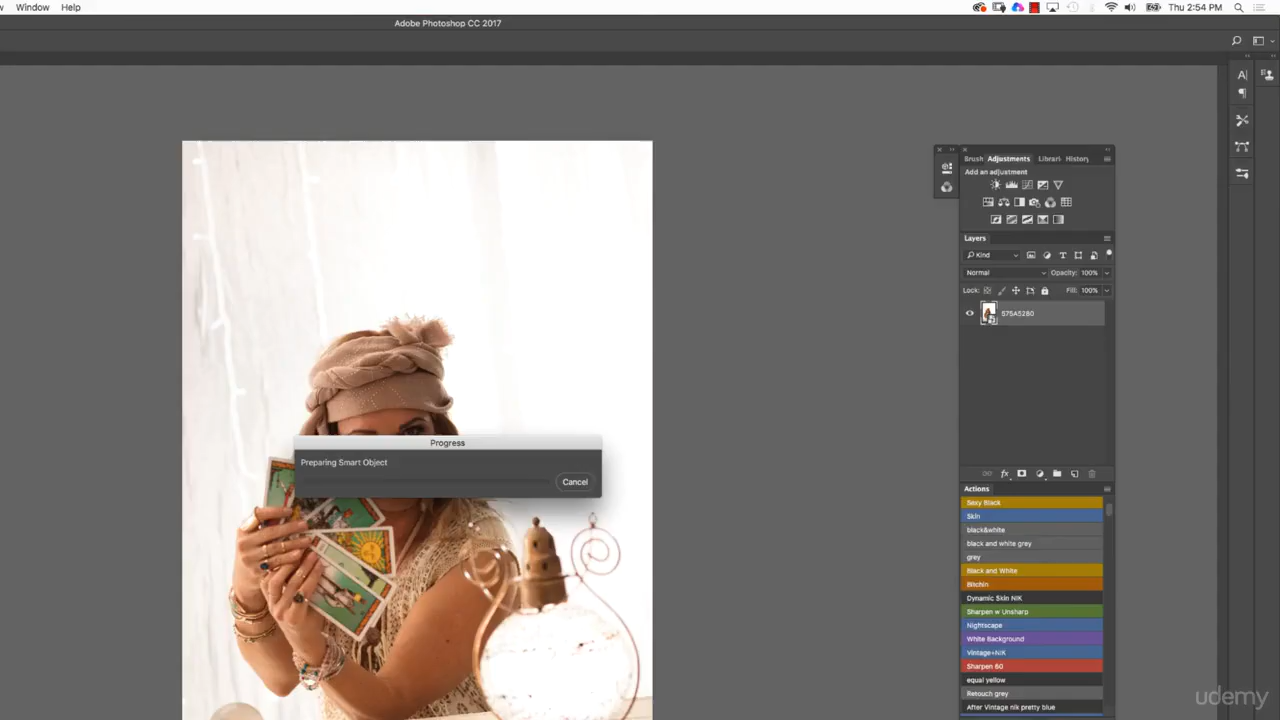 Window Help
Thu 2:54 PM
Adobe Photoshop CC 2017
Brush Adjustments Librari History
Add an adjustment
Layers
Kind
Normal Opacity: 100%
Lock: Fill: 100%
575A5280
Progress
Preparing Smart Object
Cancel
Actions
Sexy Black
Skin
black&white
black and white grey
grey
Black and White
Bitchin
Dynamic Skin NIK
Sharpen w Unsharp
Nightscape
White Background
Vintage+NIK
Sharpen 60
equal yellow
Retouch grey
After Vintage nik pretty blue
udemy